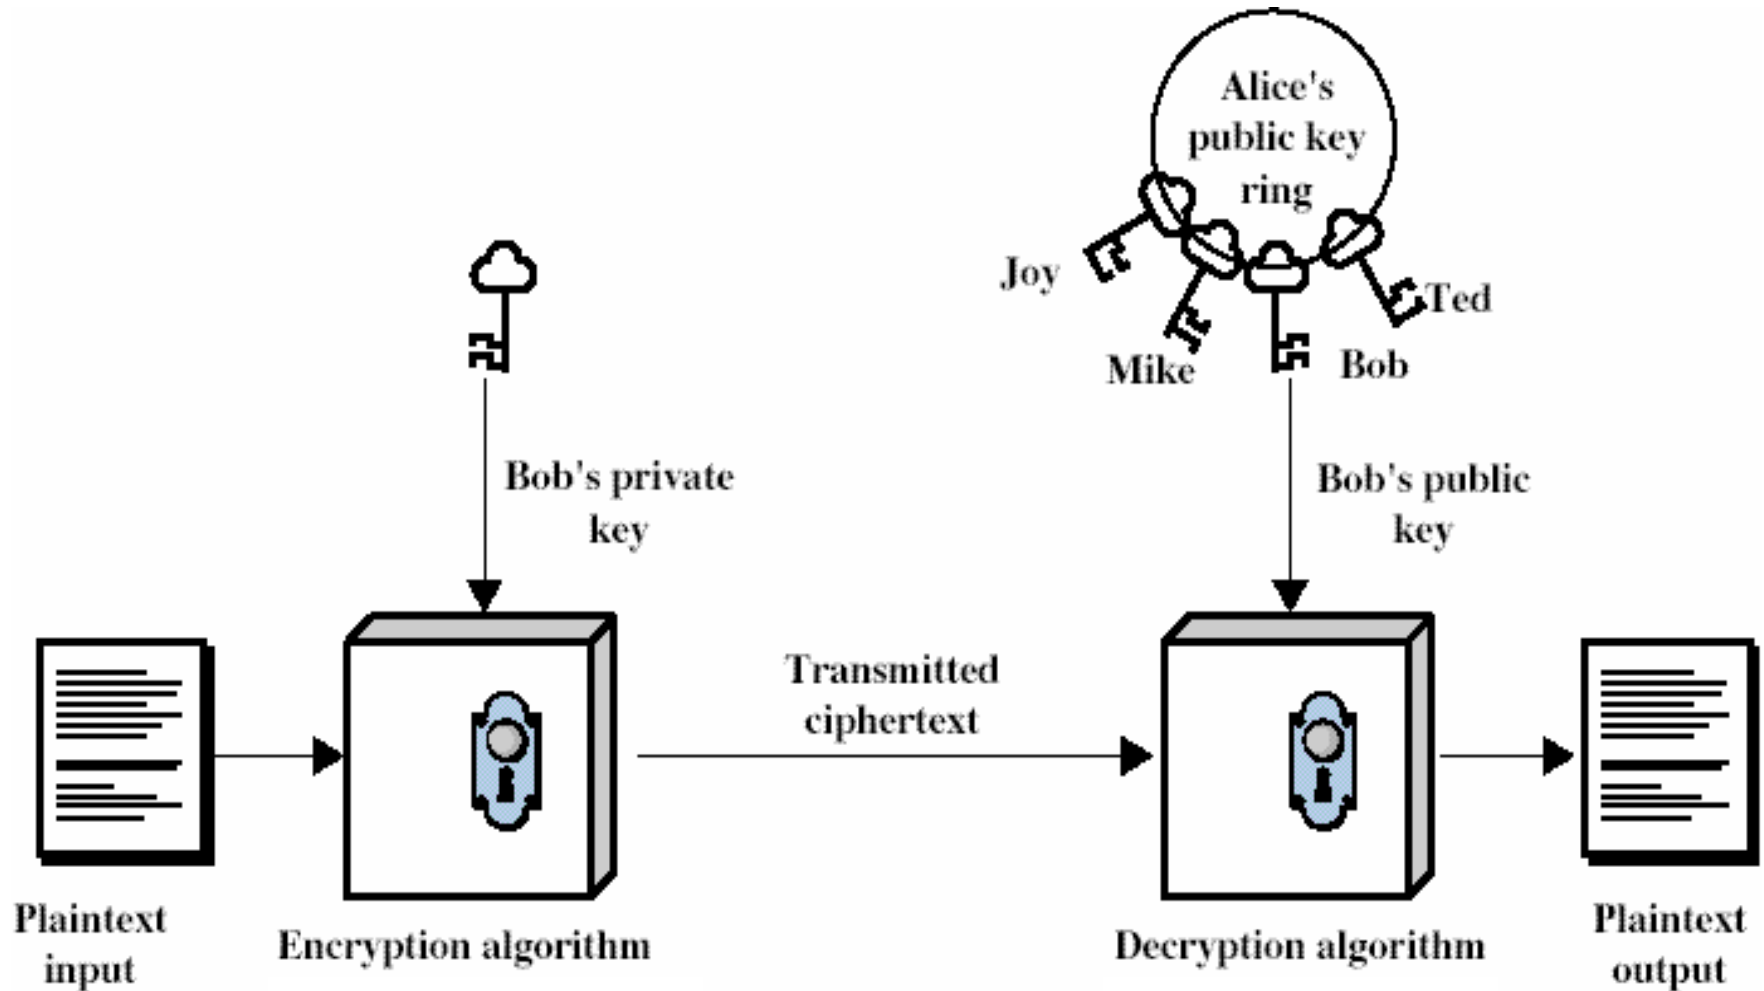 Alice's
public key
ring
Joy
Ted
Mike
Bob
Bob's private
key
Bob's public
key
Transmitted
ciphertext
Plaintext
input
Encryption algorithm
Decryption algorithm
Plaintext
output